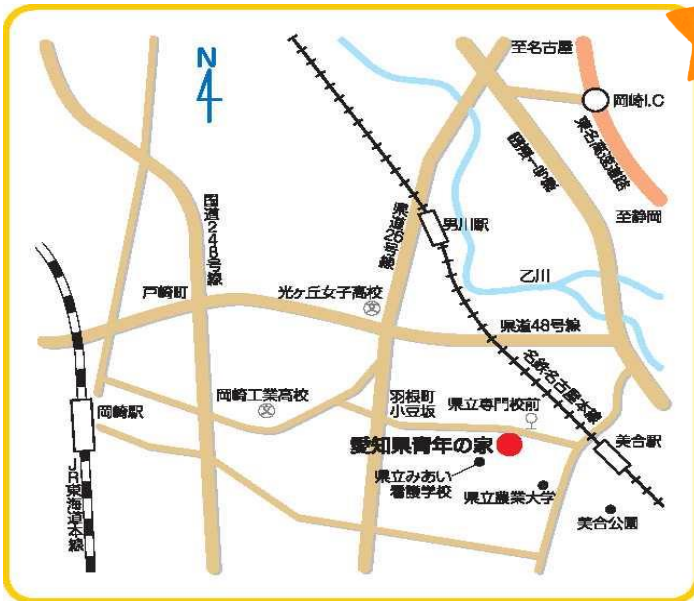 至名古屋
N
岡崎I.C
東名高速道路
国道一号線
至静岡
国道248号線
県道26号線
男川駅
乙川
戸崎町
光ヶ丘女子高校
県道48号線
名鉄名古屋本線
岡崎工業高校
羽根町
小豆坂
県立専門校前
岡崎駅
愛知県青年の家
美合駅
県立みあい
看護学校
県立農業大学
美合公園
JR東海道本線